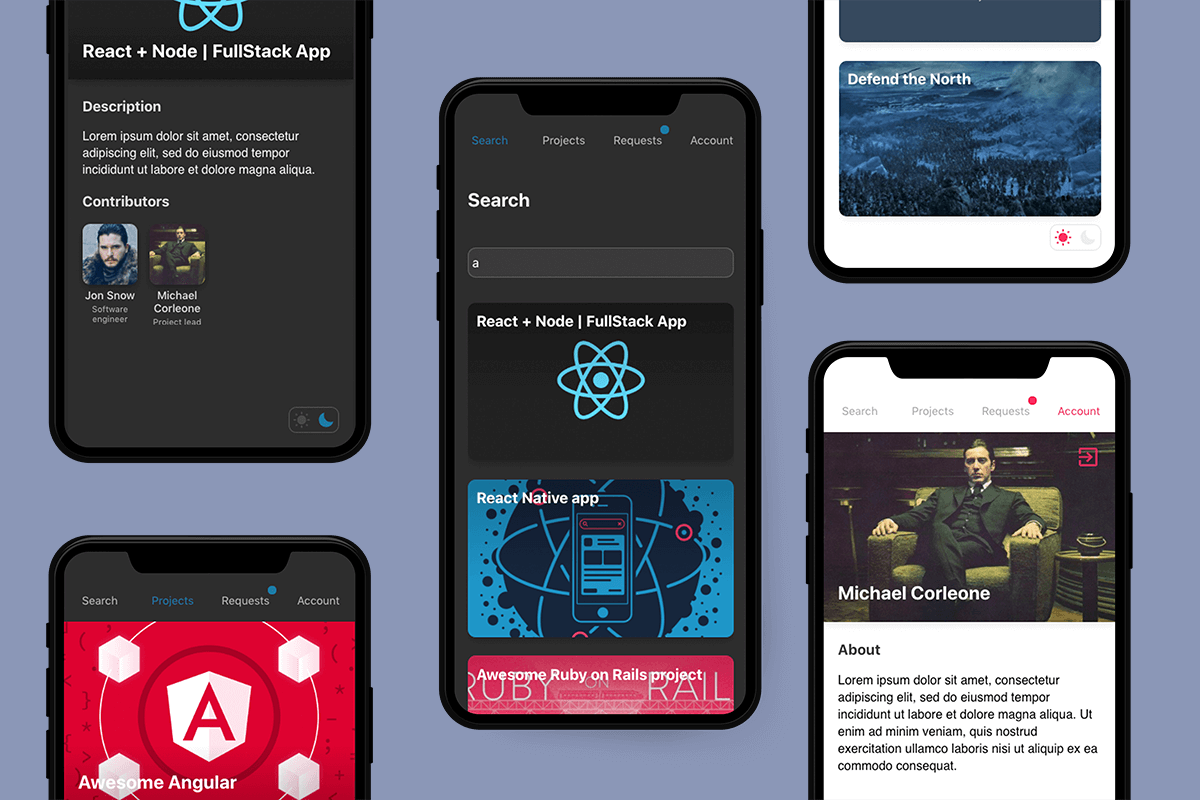 React + Node | FullStack App
Description
Lorem ipsum dolor sit amet, consectetur
adipiscing elit, sed do eiusmod tempor
incididunt ut labore et dolore magna aliqua.
Contributors
Jon Snow
Software
engineer
Michael
Corleone
Project lead
Search Projects Requests Account
Awesome Angular
Search Projects Requests Account
Search
a
React + Node | FullStack App
React Native app
Awesome Ruby on Rails project
RUBY ON RAIL
Defend the North
Search Projects Requests Account
Michael Corleone
About
Lorem ipsum dolor sit amet, consectetur
adipiscing elit, sed do eiusmod tempor
incididunt ut labore et dolore magna aliqua. Ut
enim ad minim veniam, quis nostrud
exercitation ullamco laboris nisi ut aliquip ex ea
commodo consequat.